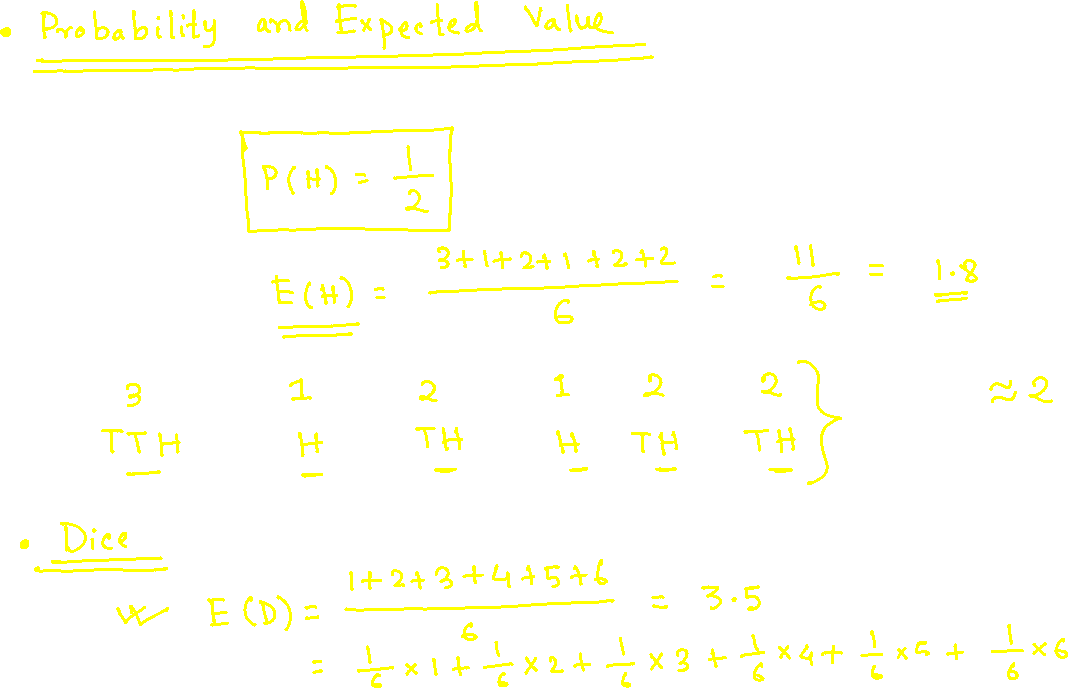 • Probability and Expected Value
P(H) = 1/2
E(H) = (3+1+2+1+2+2)/6 = 11/6 = 1.8
3 1 2 1 2 2 ≈ 2
TTH H TH H TH TH
• Dice
E(D) = (1+2+3+4+5+6)/6 = 3.5
= 1/6 × 1 + 1/6 × 2 + 1/6 × 3 + 1/6 × 4 + 1/6 × 5 + 1/6 × 6